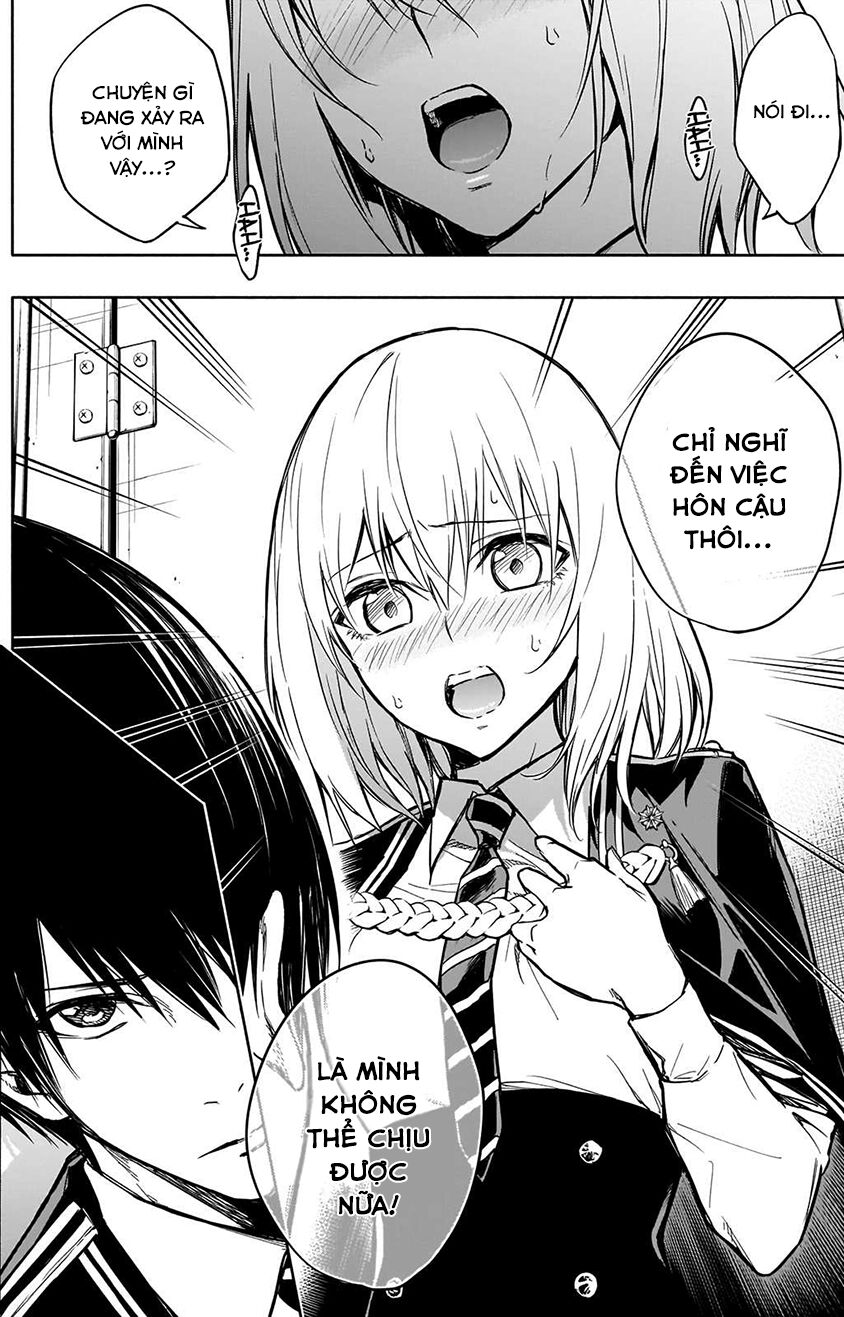 NÓI ĐI...
HAH...
CHUYỆN GÌ
ĐANG XẢY RA
VỚI MÌNH
VẬY...?
HAH...
CHỈ NGHĨ
ĐẾN VIỆC
HÔN CẬU
THÔI...
LÀ MÌNH
KHÔNG
THỂ CHỊU
ĐƯỢC
NỮA!